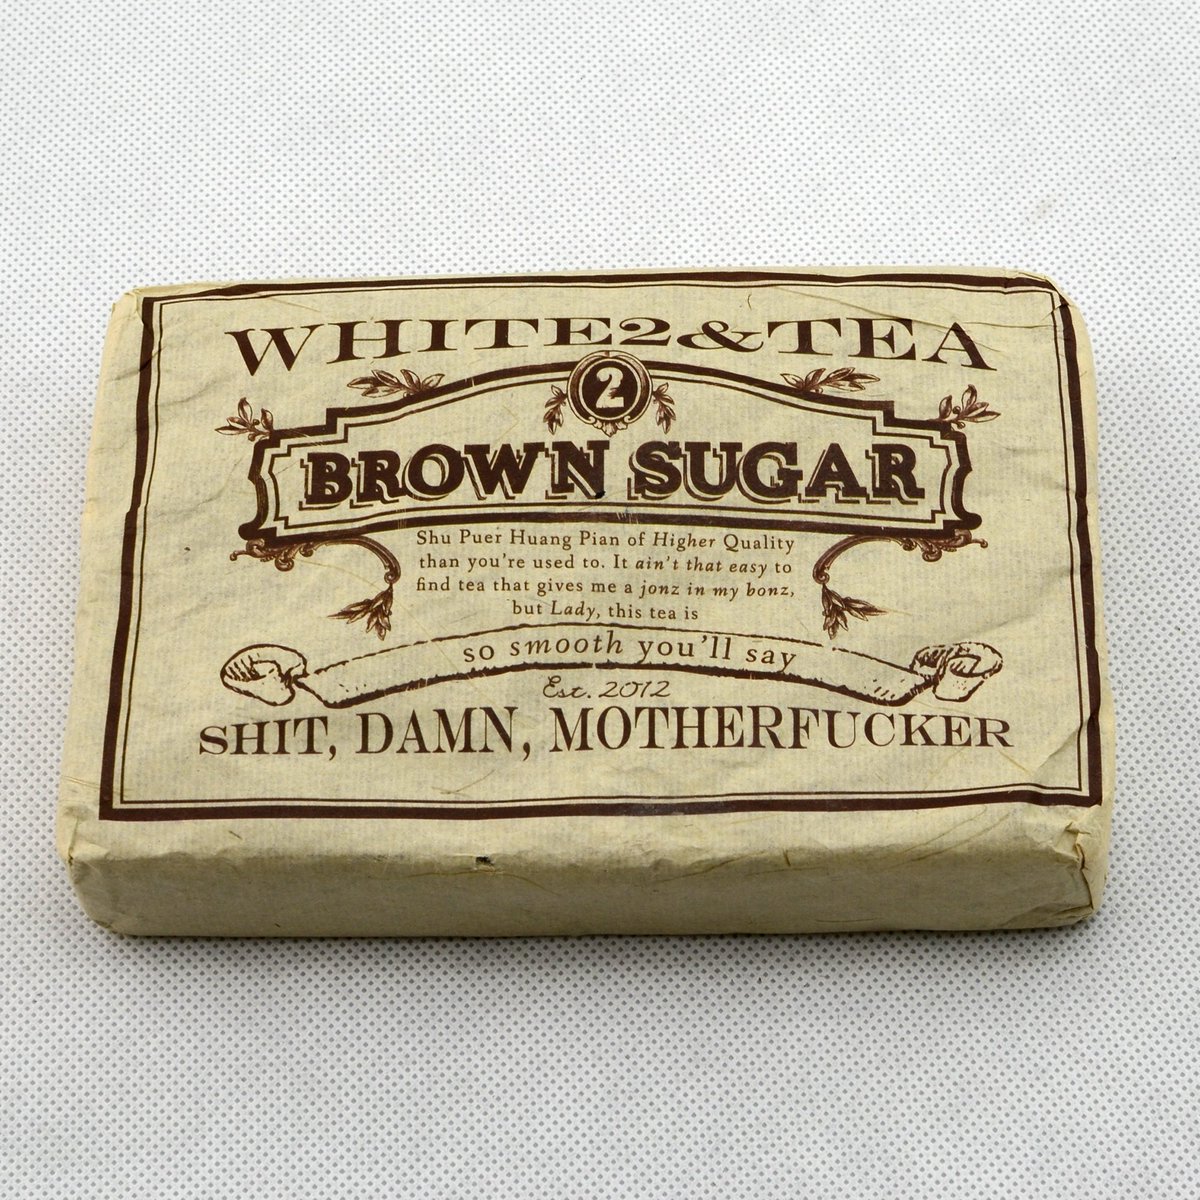 WHITE2&TEA
2
BROWN SUGAR
Shu Puer Huang Pian of Higher Quality
than you're used to. It ain't that easy to
find tea that gives me a jonz in my bonz,
but Lady, this tea is
so smooth you'll say
Est. 2012
SHIT, DAMN, MOTHERFUCKER